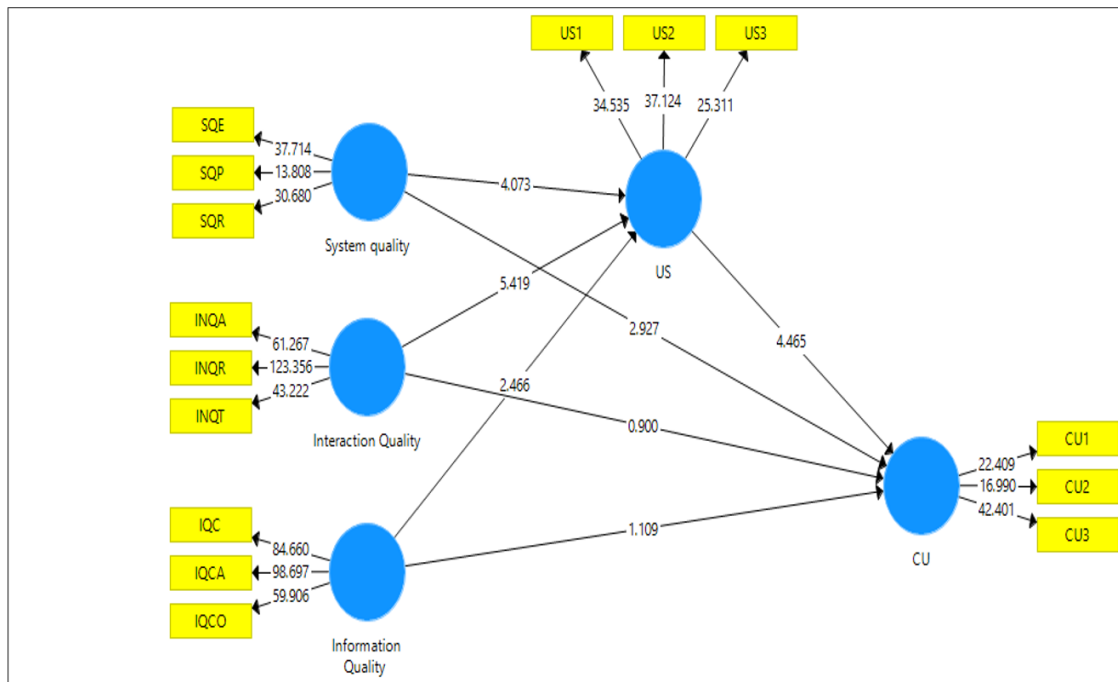 US1
US2
US3
34.535
37.124
25.311
SQE
SQP
SQR
37.714
13.808
30.680
System quality
4.073
US
5.419
2.927
4.465
INQA
INQR
INQT
61.267
123.356
43.222
Interaction Quality
2.466
0.900
CU1
CU2
CU3
22.409
16.990
42.401
CU
IQC
IQCA
IQCO
84.660
98.697
59.906
1.109
Information
Quality